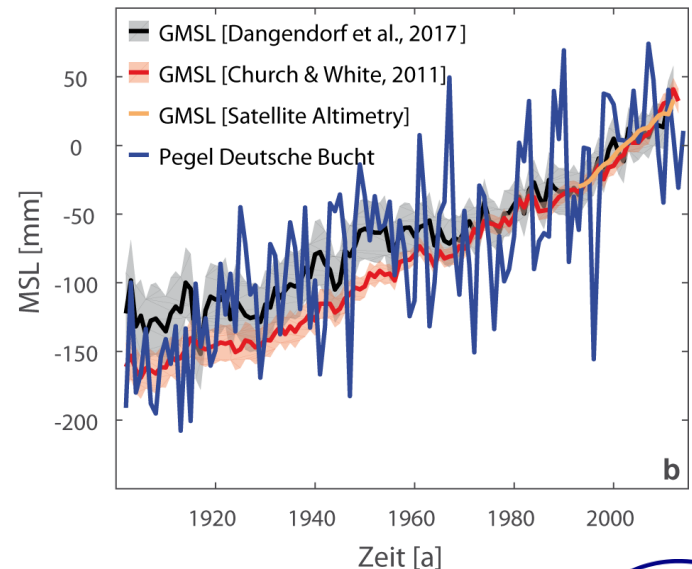 GMSL [Dangendorf et al., 2017]
GMSL [Church & White, 2011]
GMSL [Satellite Altimetry]
Pegel Deutsche Bucht
50
0
-50
-100
-150
-200
MSL [mm]
b
1920 1940 1960 1980 2000
Zeit [a]